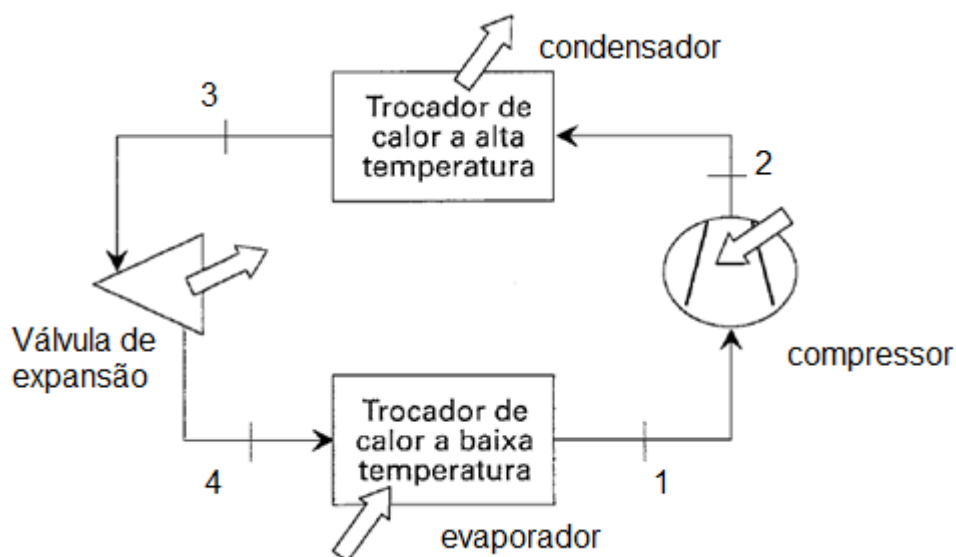 condensador
3
Trocador de
calor a alta
temperatura
2
Válvula de
expansão
compressor
Trocador de
calor a baixa
temperatura
4
1
evaporador